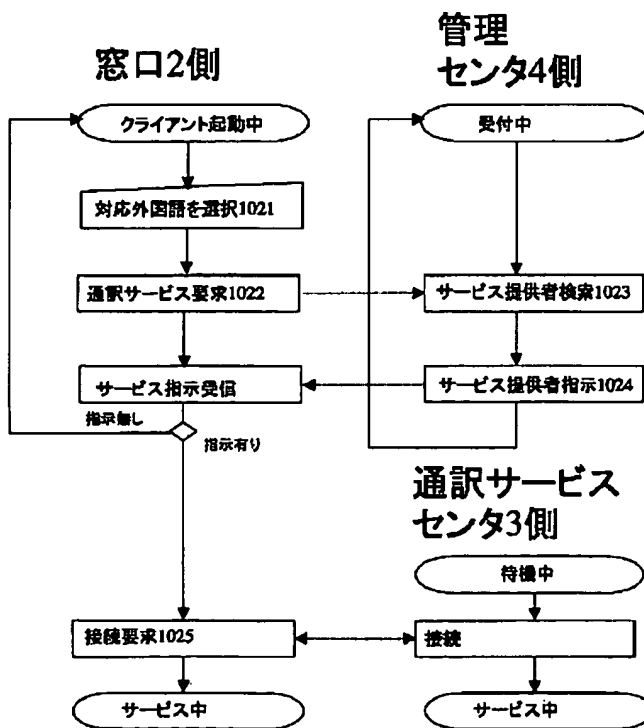 窓口2側
クライアント起動中
対応外国語を選択1021
通訳サービス要求1022
サービス指示受信
指示無し
指示有り
接続要求1025
サービス中
管理
センタ4側
受付中
サービス提供者検索1023
サービス提供者指示1024
通訳サービス
センタ3側
待機中
接続
サービス中